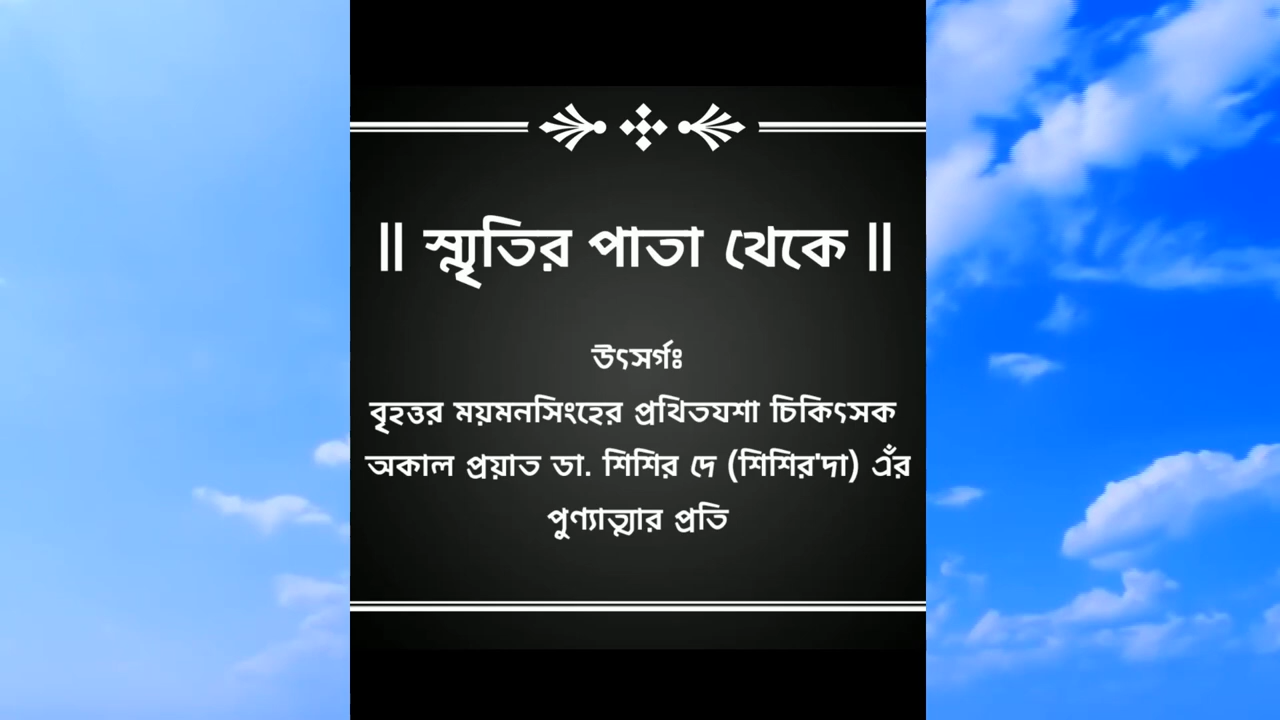 ॥ স্মৃতির পাতা থেকে ॥
উৎসর্গঃ
বৃহত্তর ময়মনসিংহের প্রথিতযশা চিকিৎসক
অকাল প্রয়াত ডা. শিশির দে (শিশির'দা) এঁর
পুণ্যাত্মার প্রতি